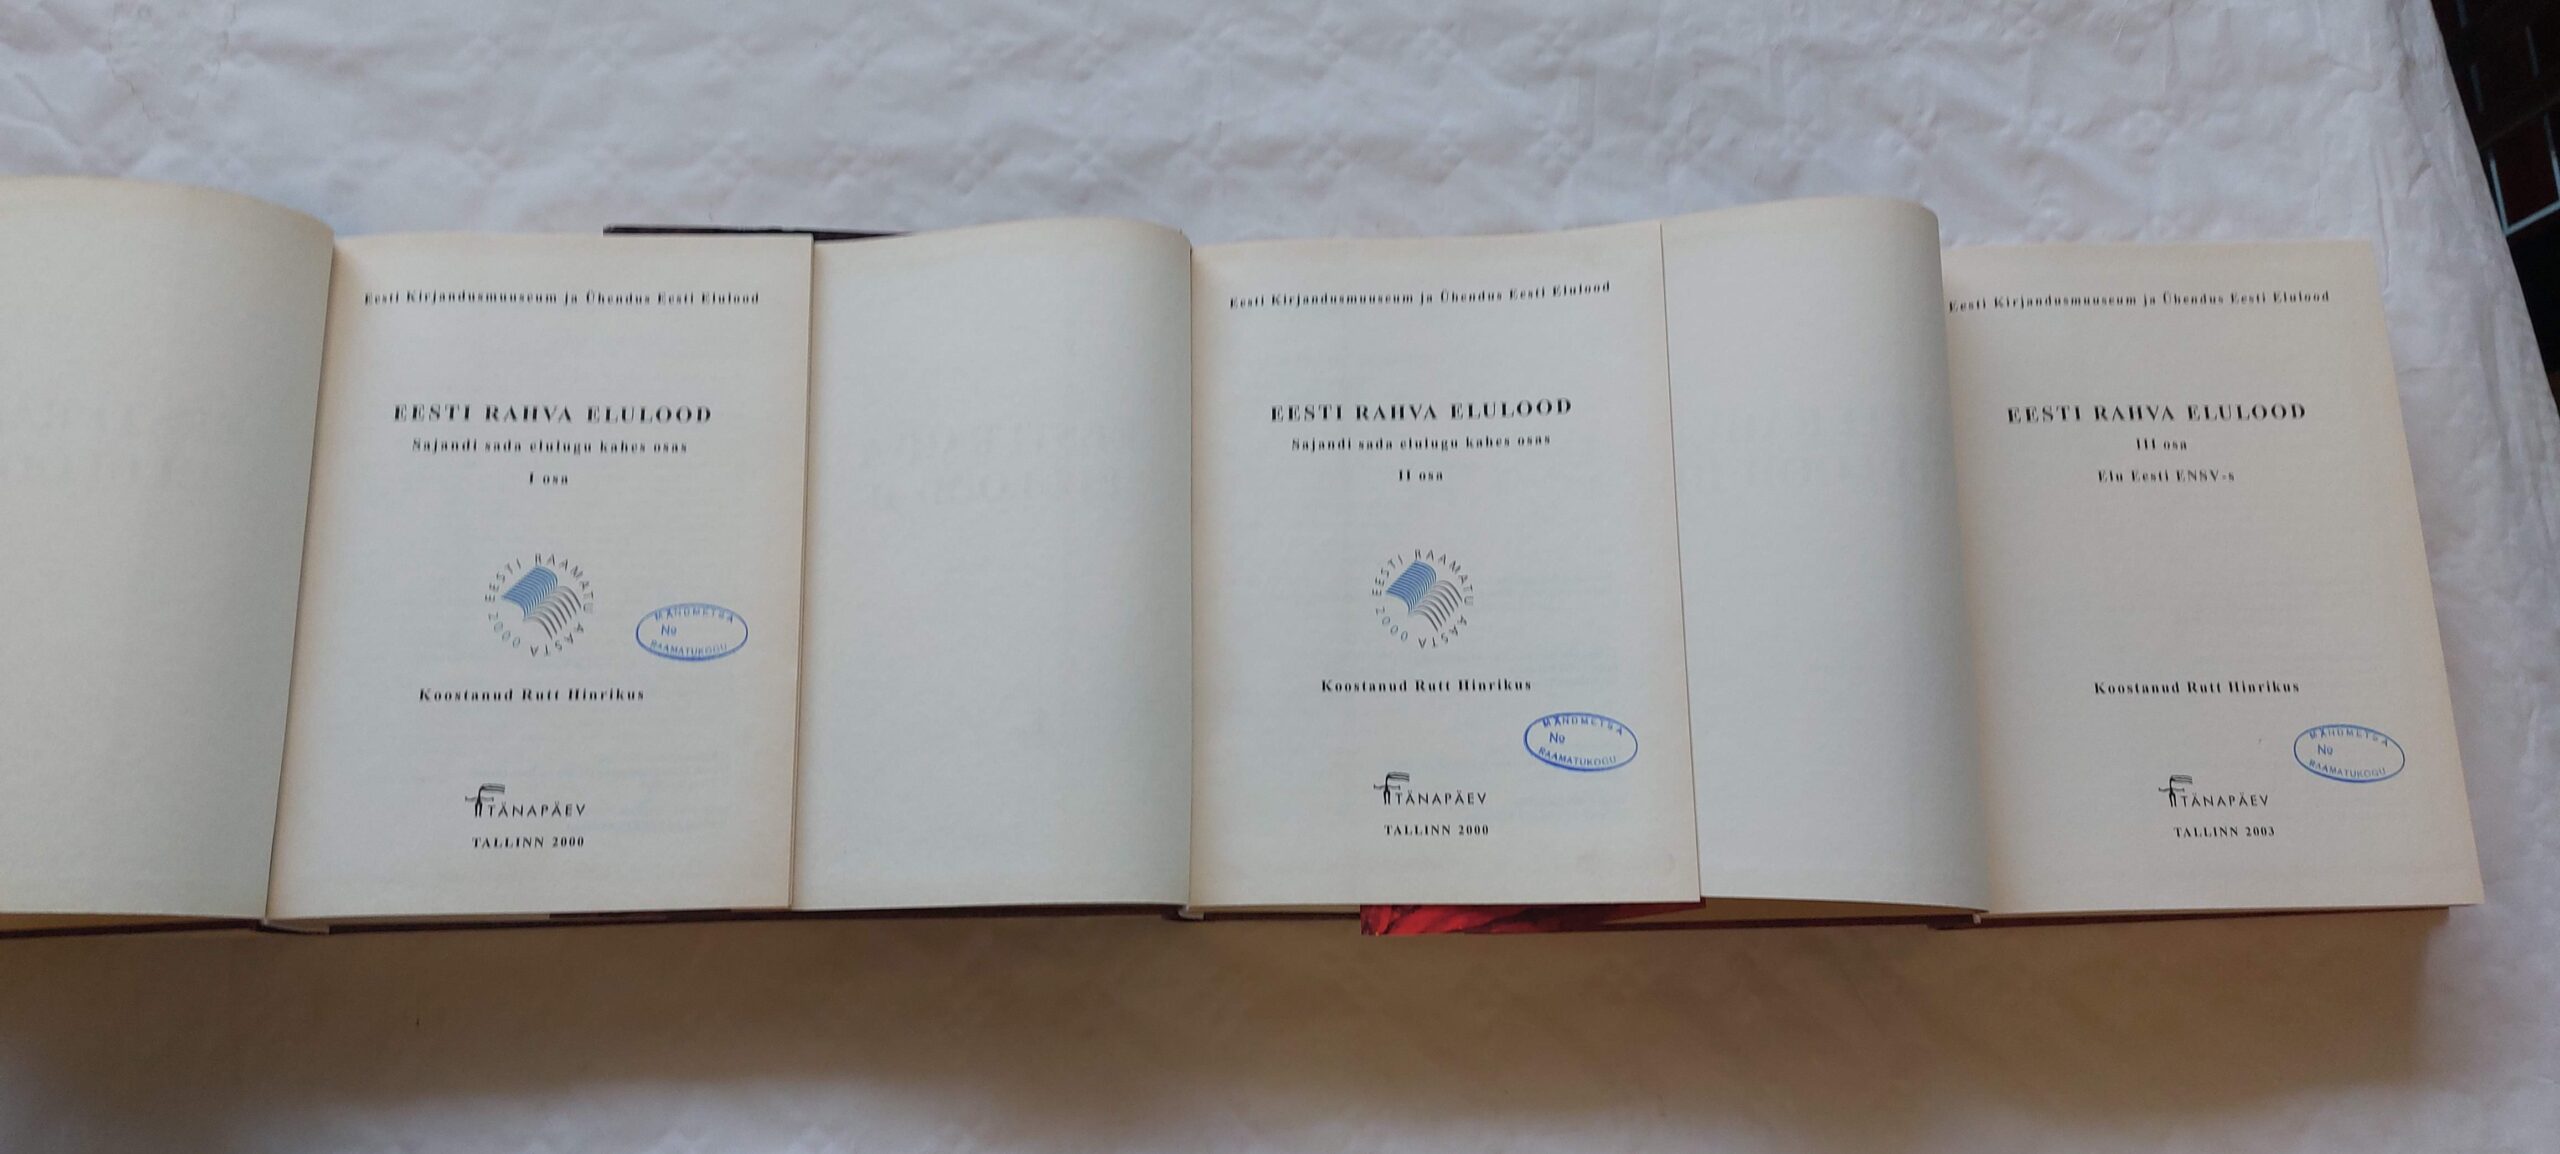 Eesti Kirjandusmuuseum ja Ühendus Eesti Elulood
EESTI RAHVA ELULOOD
Sajandi sada elulugu kahes osas
I osa
EESTI RAAMATU AASTA 2000
MÄNDMETSA
No
RAAMATUKOGU
Koostanud Rutt Hinrikus
TÄNAPÄEV
TALLINN 2000
Eesti Kirjandusmuuseum ja Ühendus Eesti Elulood
EESTI RAHVA ELULOOD
Sajandi sada elulugu kahes osas
II osa
EESTI RAAMATU AASTA 2000
Koostanud Rutt Hinrikus
MÄNDMETSA
No
RAAMATUKOGU
TÄNAPÄEV
TALLINN 2000
Eesti Kirjandusmuuseum ja Ühendus Eesti Elulood
EESTI RAHVA ELULOOD
III osa
Elu Eesti ENSV-s
Koostanud Rutt Hinrikus
MÄNDMETSA
No
RAAMATUKOGU
TÄNAPÄEV
TALLINN 2003